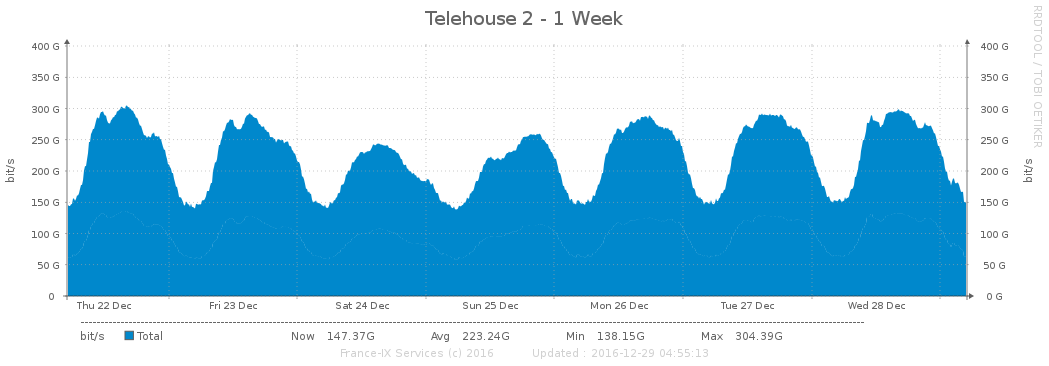 Telehouse 2 - 1 Week
RRDTOOL / TOBI OETIKER
400 G 400 G
350 G 350 G
300 G 300 G
250 G 250 G
200 G 200 G
150 G 150 G
100 G 100 G
50 G 50 G
0 0 G
bit/s bit/s
Thu 22 Dec Fri 23 Dec Sat 24 Dec Sun 25 Dec Mon 26 Dec Tue 27 Dec Wed 28 Dec
bit/s Total Now 147.37G Avg 223.24G Min 138.15G Max 304.39G
France-IX Services (c) 2016 Updated : 2016-12-29 04:55:13